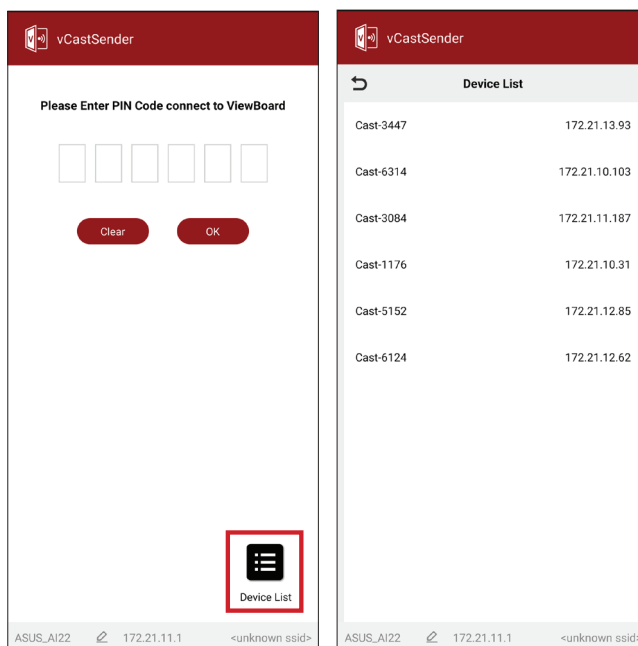 vCastSender
Please Enter PIN Code connect to ViewBoard
Clear
OK
Device List
ASUS_AI22
172.21.11.1
<unknown ssid>
vCastSender
Device List
Cast-3447 172.21.13.93
Cast-6314 172.21.10.103
Cast-3084 172.21.11.187
Cast-1176 172.21.10.31
Cast-5152 172.21.12.85
Cast-6124 172.21.12.62
ASUS_AI22
172.21.11.1
<unknown ssid>